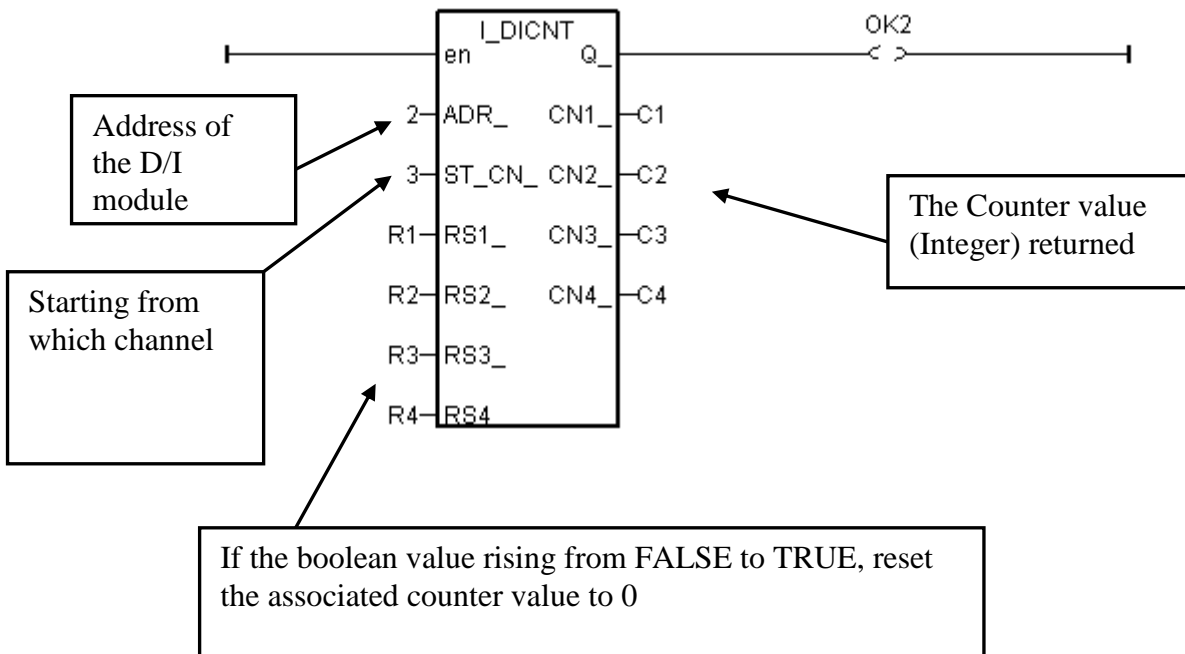 I_DICNT
OK2
en Q_
Address of
the D/I
module
2 ADR_ CN1_ C1
3 ST_CN_ CN2_ C2
The Counter value
(Integer) returned
R1 RS1_ CN3_ C3
Starting from
which channel
R2 RS2_ CN4_ C4
R3 RS3_
R4 RS4
If the boolean value rising from FALSE to TRUE, reset
the associated counter value to 0